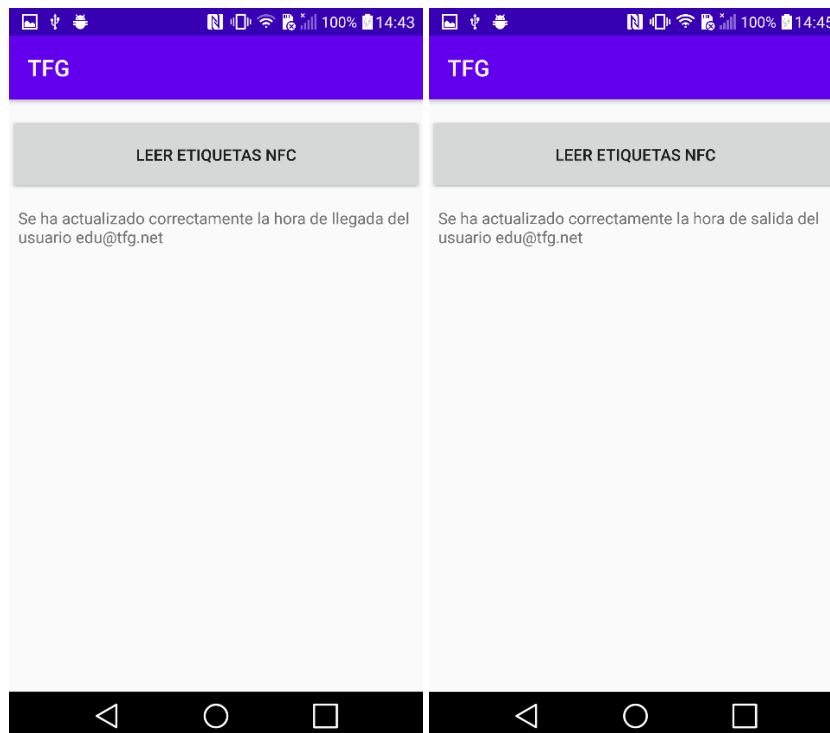 100% 14:43
TFG
LEER ETIQUETAS NFC
Se ha actualizado correctamente la hora de llegada del
usuario edu@tfg.net
100% 14:45
TFG
LEER ETIQUETAS NFC
Se ha actualizado correctamente la hora de salida del
usuario edu@tfg.net